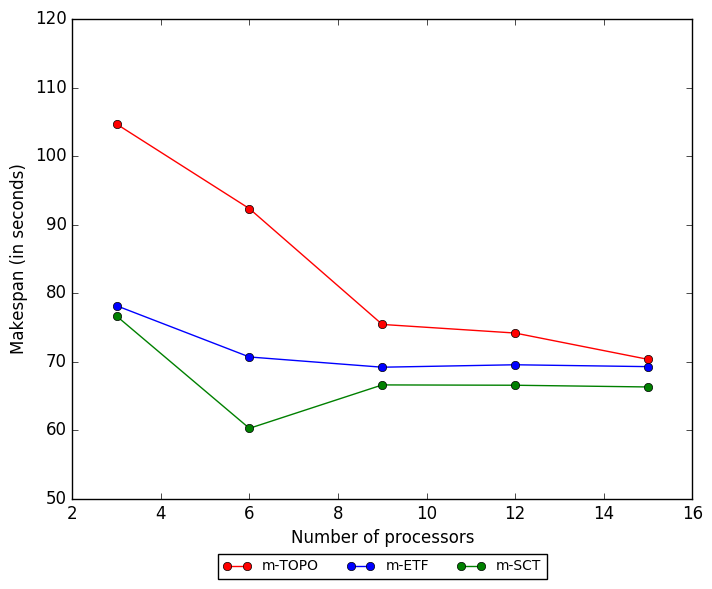 120
110
100
90
80
70
60
50
Makespan (in seconds)
2 4 6 8 10 12 14 16
Number of processors
m-TOPO m-ETF m-SCT